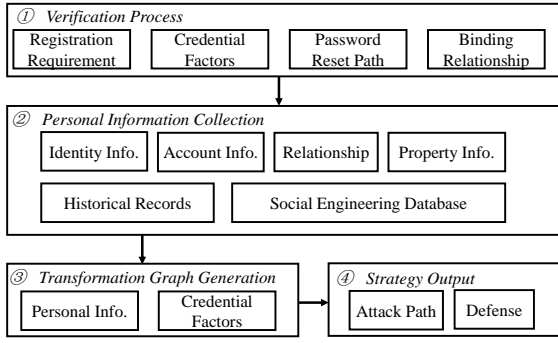 ① Verification Process
Registration Requirement
Credential Factors
Password Reset Path
Binding Relationship
② Personal Information Collection
Identity Info.
Account Info.
Relationship
Property Info.
Historical Records
Social Engineering Database
③ Transformation Graph Generation
Personal Info.
Credential Factors
④ Strategy Output
Attack Path
Defense